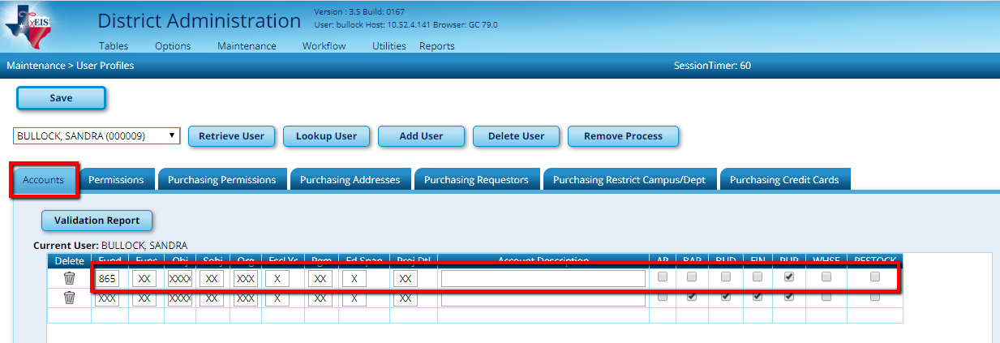 TxEIS
District Administration
Version : 3.5 Build: 0167
User: bullock Host: 10.52.4.141 Browser: GC 79.0
Tables Options Maintenance Workflow Utilities Reports
Maintenance > User Profiles SessionTimer: 60
Save
BULLOCK, SANDRA (000009) Retrieve User Lookup User Add User Delete User Remove Process
Accounts Permissions Purchasing Permissions Purchasing Addresses Purchasing Requestors Purchasing Restrict Campus/Dept Purchasing Credit Cards
Validation Report
Current User: BULLOCK, SANDRA
Delete Fund Func Obj Sobj Org Fscl Yr Pgm Ed Span Proj Dtl Account Description AR BAR BUD FIN PUR WHSE RESTOCK
865 XX XXXX XX XXX X XX X XX
XXX XX XXXX XX XXX X XX X XX